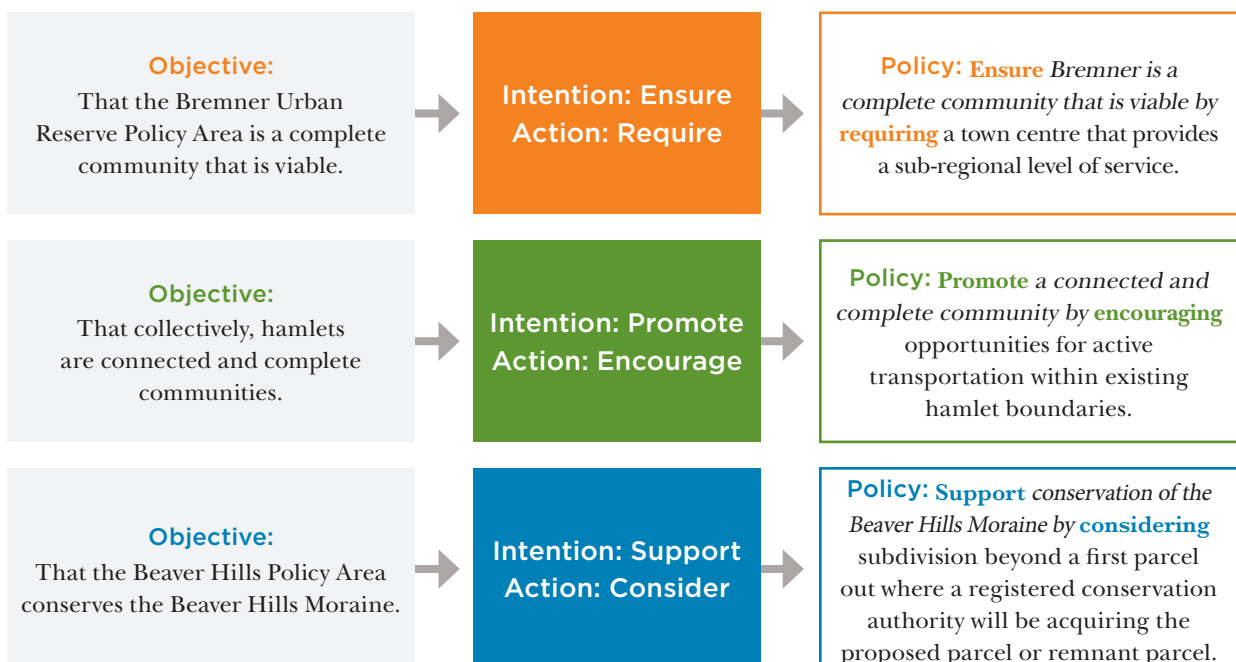 Objective:
That the Bremner Urban
Reserve Policy Area is a complete
community that is viable.
Intention: Ensure
Action: Require
Policy: Ensure Bremner is a
complete community that is viable by
requiring a town centre that provides
a sub-regional level of service.
Objective:
That collectively, hamlets
are connected and complete
communities.
Intention: Promote
Action: Encourage
Policy: Promote a connected and
complete community by encouraging
opportunities for active
transportation within existing
hamlet boundaries.
Objective:
That the Beaver Hills Policy Area
conserves the Beaver Hills Moraine.
Intention: Support
Action: Consider
Policy: Support conservation of the
Beaver Hills Moraine by considering
subdivision beyond a first parcel
out where a registered conservation
authority will be acquiring the
proposed parcel or remnant parcel.